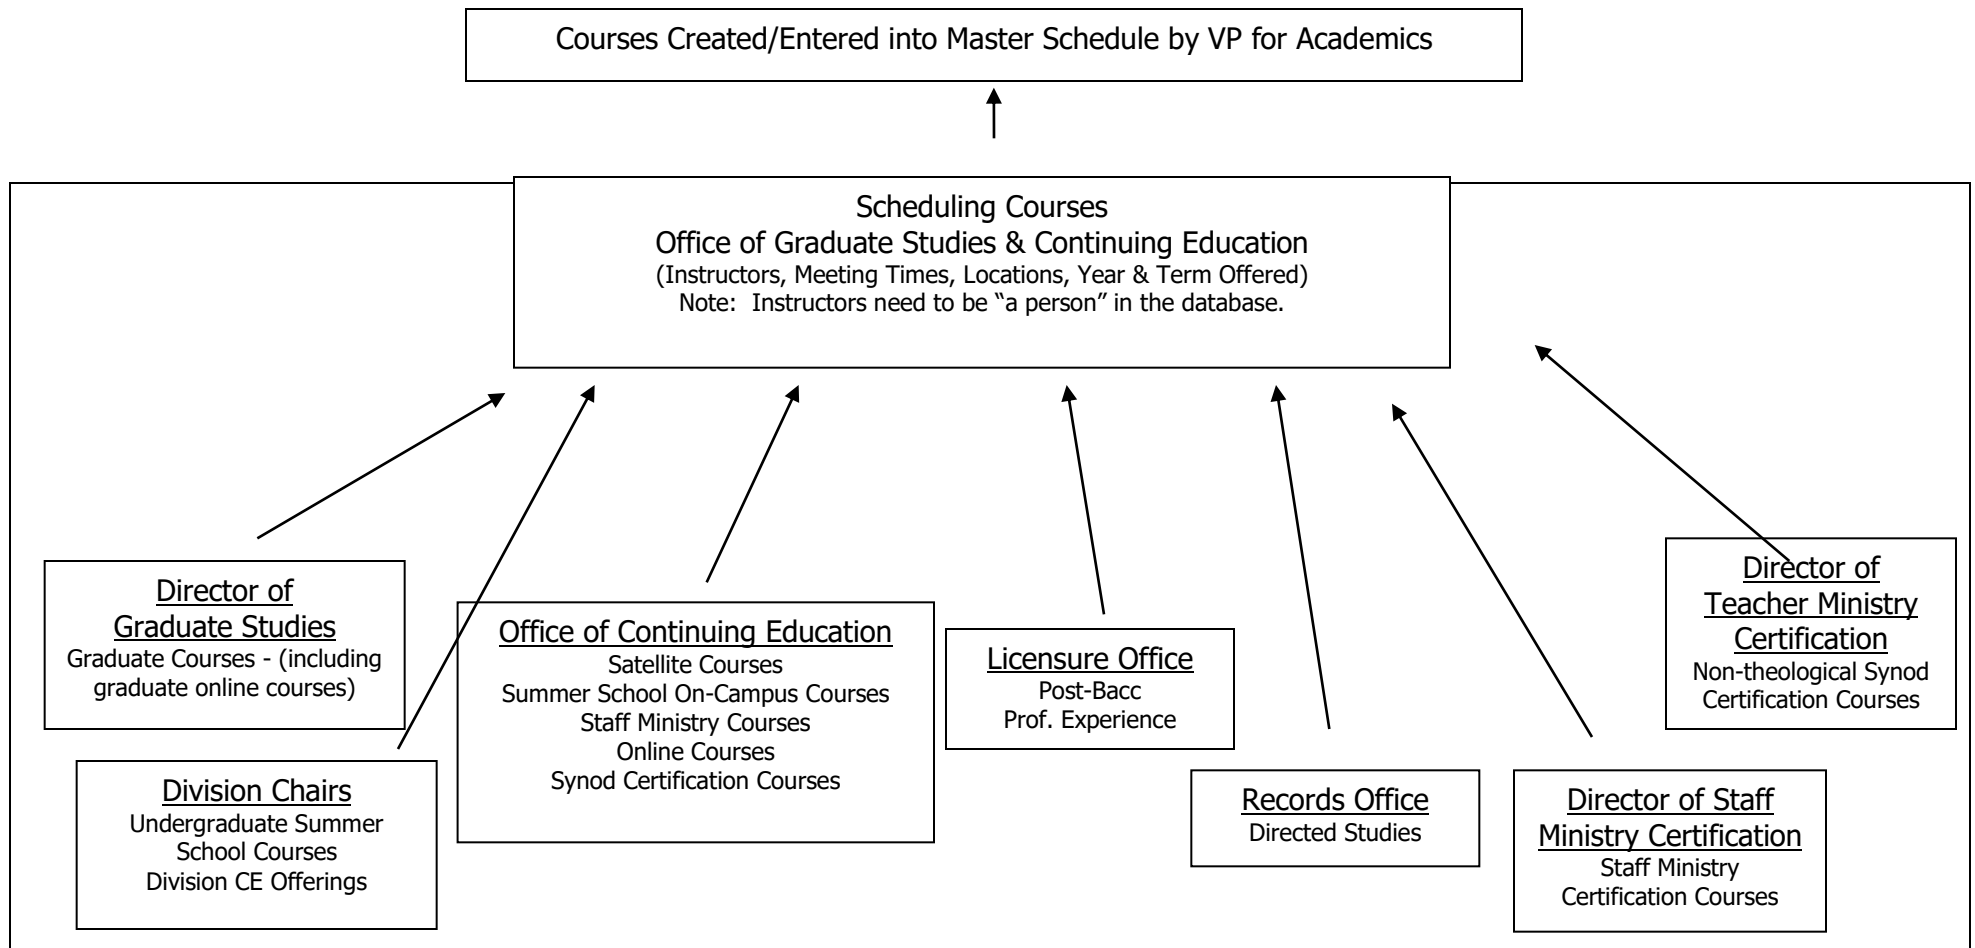 Courses Created/Entered into Master Schedule by VP for Academics
Scheduling Courses
Office of Graduate Studies & Continuing Education
(Instructors, Meeting Times, Locations, Year & Term Offered)
Note:  Instructors need to be “a person” in the database.
Director of
Graduate Studies
Graduate Courses - (including
graduate online courses)
Division Chairs
Undergraduate Summer
School Courses
Division CE Offerings
Office of Continuing Education
Satellite Courses
Summer School On-Campus Courses
Staff Ministry Courses
Online Courses
Synod Certification Courses
Licensure Office
Post-Bacc
Prof. Experience
Records Office
Directed Studies
Director of Staff
Ministry Certification
Staff Ministry
Certification Courses
Director of
Teacher Ministry
Certification
Non-theological Synod
Certification Courses